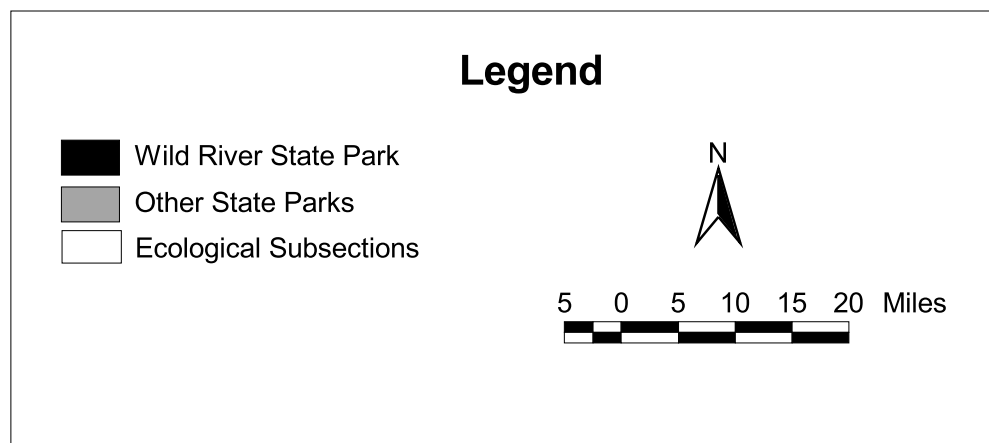 Legend
Wild River State Park
Other State Parks
Ecological Subsections
N
5 0 5 10 15 20 Miles